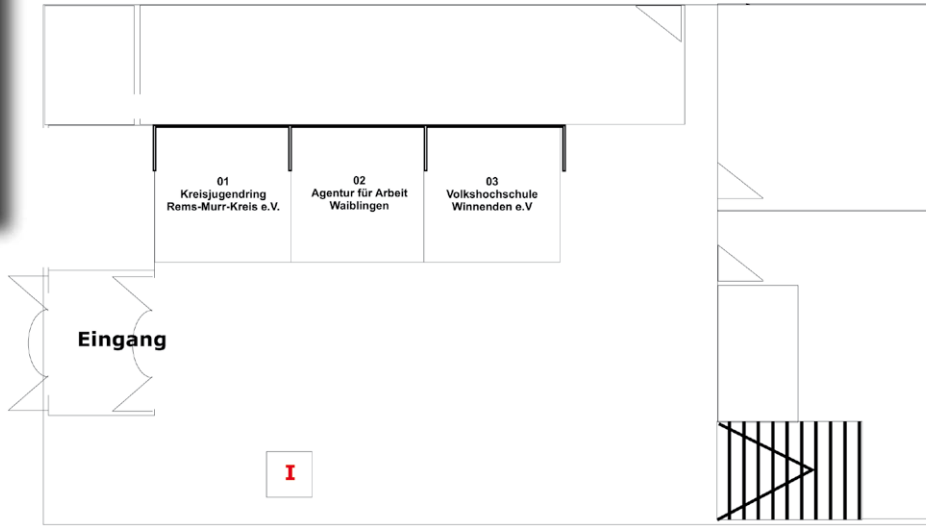 01
Kreisjugendring
Rems-Murr-Kreis e.V.
02
Agentur für Arbeit
Waiblingen
03
Volkshochschule
Winnenden e.V
Eingang
I